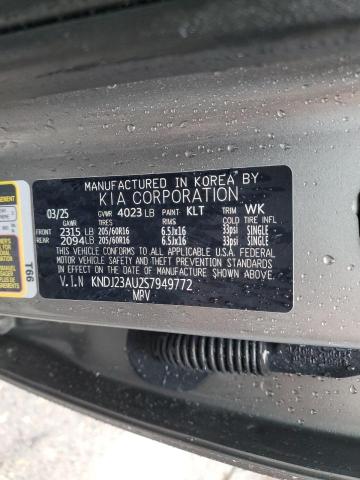 MANUFACTURED IN KOREA BY
KIA CORPORATION
03/25 GVWR 4023 LB PAINT KLT TRIM WK
GAWR TIRES RIMS COLD TIRE INFL
FRONT 2315 LB 205/60R16 6.5Jx16 33psi SINGLE
REAR 2094 LB 205/60R16 6.5Jx16 33psi SINGLE
THIS VEHICLE CONFORMS TO ALL APPLICABLE U.S.A
FEDERAL MOTOR VEHICLE SAFETY, BUMPER,
AND THEFT PREVENTION STANDARDS IN EFFECT ON
THE DATE OF MANUFACTURE SHOWN ABOVE.
V.I.N KNDJ23AU2S7949772
MPV
T66